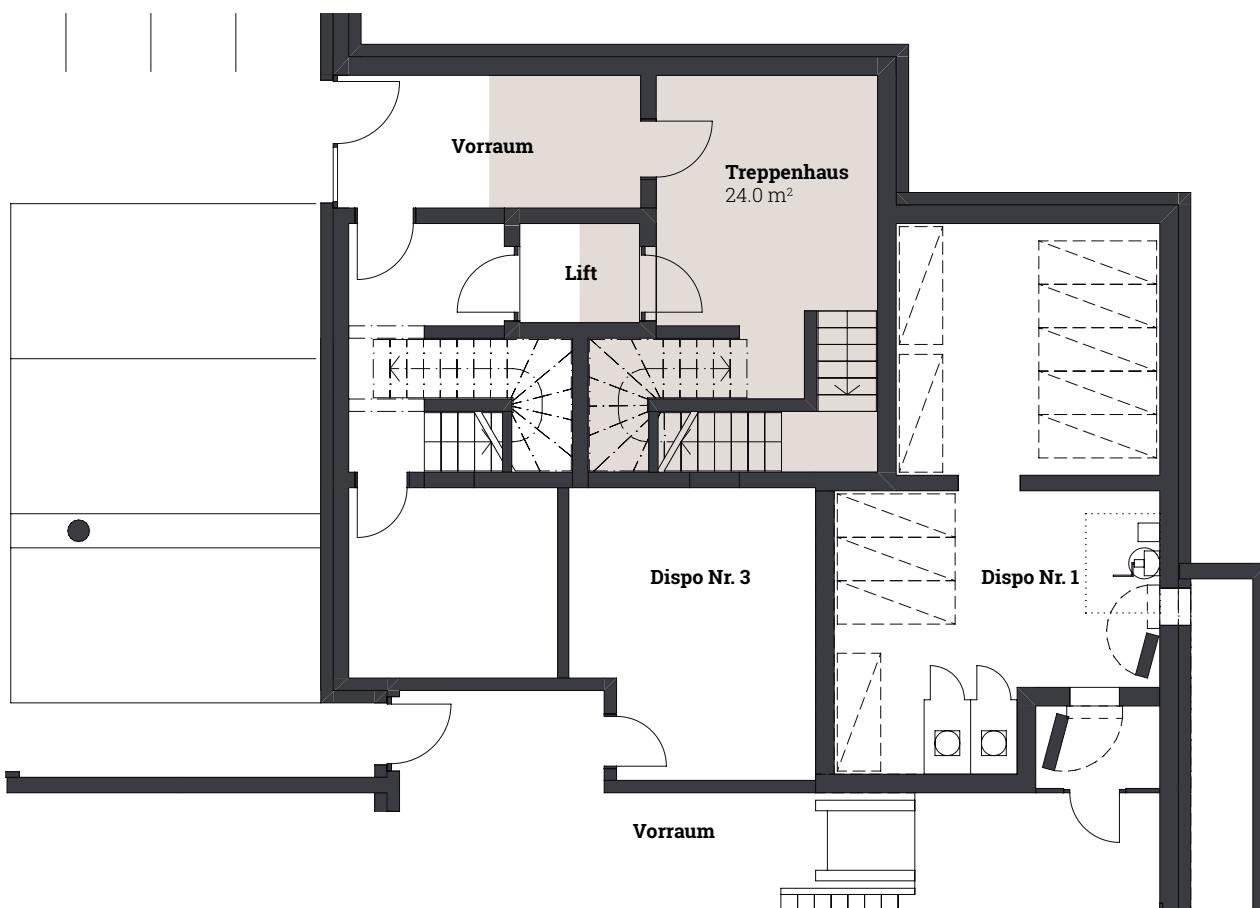 Vorraum
Treppenhaus
24.0 m²
Lift
Dispo Nr. 3
Dispo Nr. 1
Vorraum